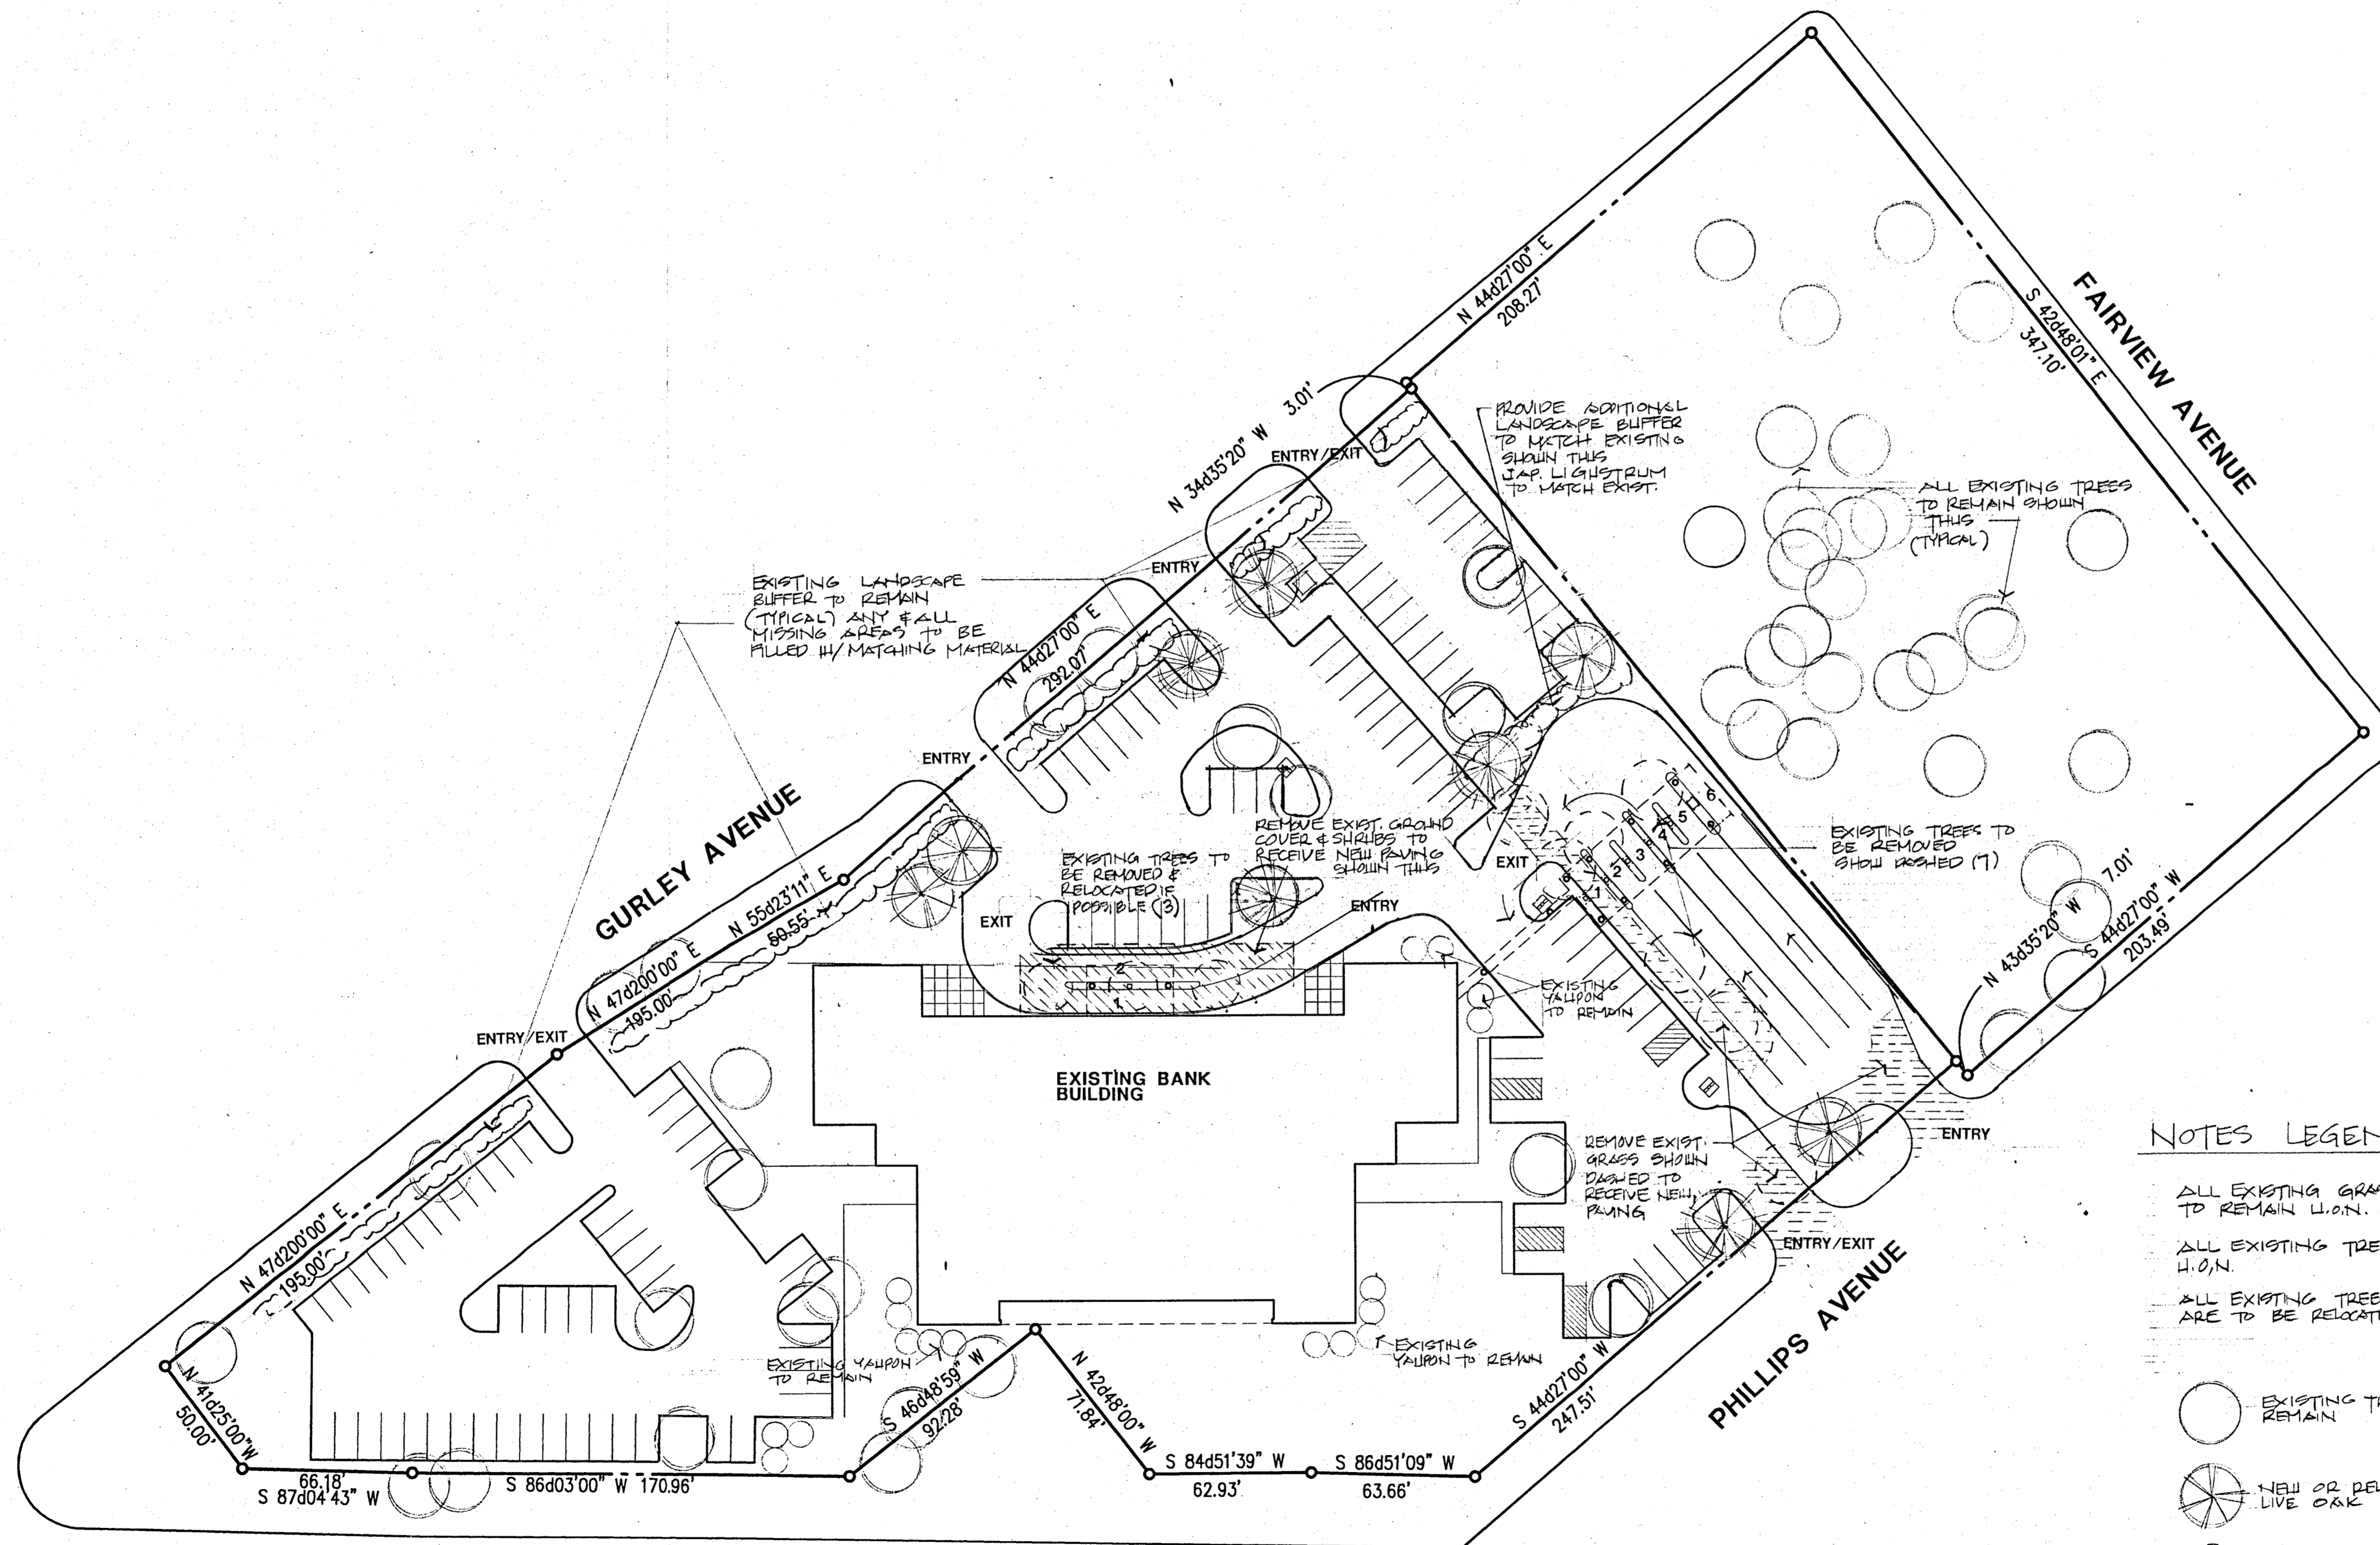 FAIRVIEW AVENUE
S 42d48'01" E
347.10'
N 44d27'00" E
208.27'
N 34d35'20" W
3.01'
ENTRY/EXIT
PROVIDE ADDITIONAL
LANDSCAPE BUFFER
TO MATCH EXISTING
SHOWN THUS
JAP. LIGHSTRUM
TO MATCH EXIST.
ALL EXISTING TREES
TO REMAIN SHOWN
THUS
(TYPICAL)
ENTRY
EXISTING LANDSCAPE
BUFFER TO REMAIN
(TYPICAL) ANY & ALL
MISSING AREAS TO BE
FILLED W/ MATCHING MATERIAL
N 44d27'00" E
292.07'
ENTRY
GURLEY AVENUE
REMOVE EXIST. GROUND
COVER & SHRUBS TO
RECEIVE NEW PAVING
SHOWN THUS
EXISTING TREES TO
BE REMOVED &
RELOCATED IF
POSSIBLE (3)
1
2
3
4
5
6
EXISTING TREES TO
BE REMOVED
SHOW DASHED (7)
EXIT
N 55d23'11" E
50.55'
EXIT
ENTRY
N 43d35'20" W
7.01'
S 44d27'00" W
203.49'
N 47d200'00" E
195.00'
2
1
EXISTING
YAUPON
TO REMAIN
ENTRY/EXIT
EXISTING BANK
BUILDING
REMOVE EXIST.
GRASS SHOWN
DASHED TO
RECEIVE NEW
PAVING
ENTRY
NOTES LEGEN
ALL EXISTING GRA
TO REMAIN U.O.N.
ALL EXISTING TRE
U.O.N.
ALL EXISTING TREE
ARE TO BE RELOCAT
ENTRY/EXIT
PHILLIPS AVENUE
N 47d200'00" E
195.00'
N 41d25'00" W
50.00'
EXISTING YAUPON
TO REMAIN
S 46d48'59" W
92.28'
N 42d48'00" W
71.84'
EXISTING
YAUPON TO REMAIN
S 44d27'00" W
247.51'
66.18'
S 87d04'43" W
S 86d03'00" W 170.96'
S 84d51'39" W
62.93'
S 86d51'09" W
63.66'
EXISTING T
REMAIN
NEW OR REL
LIVE OAK